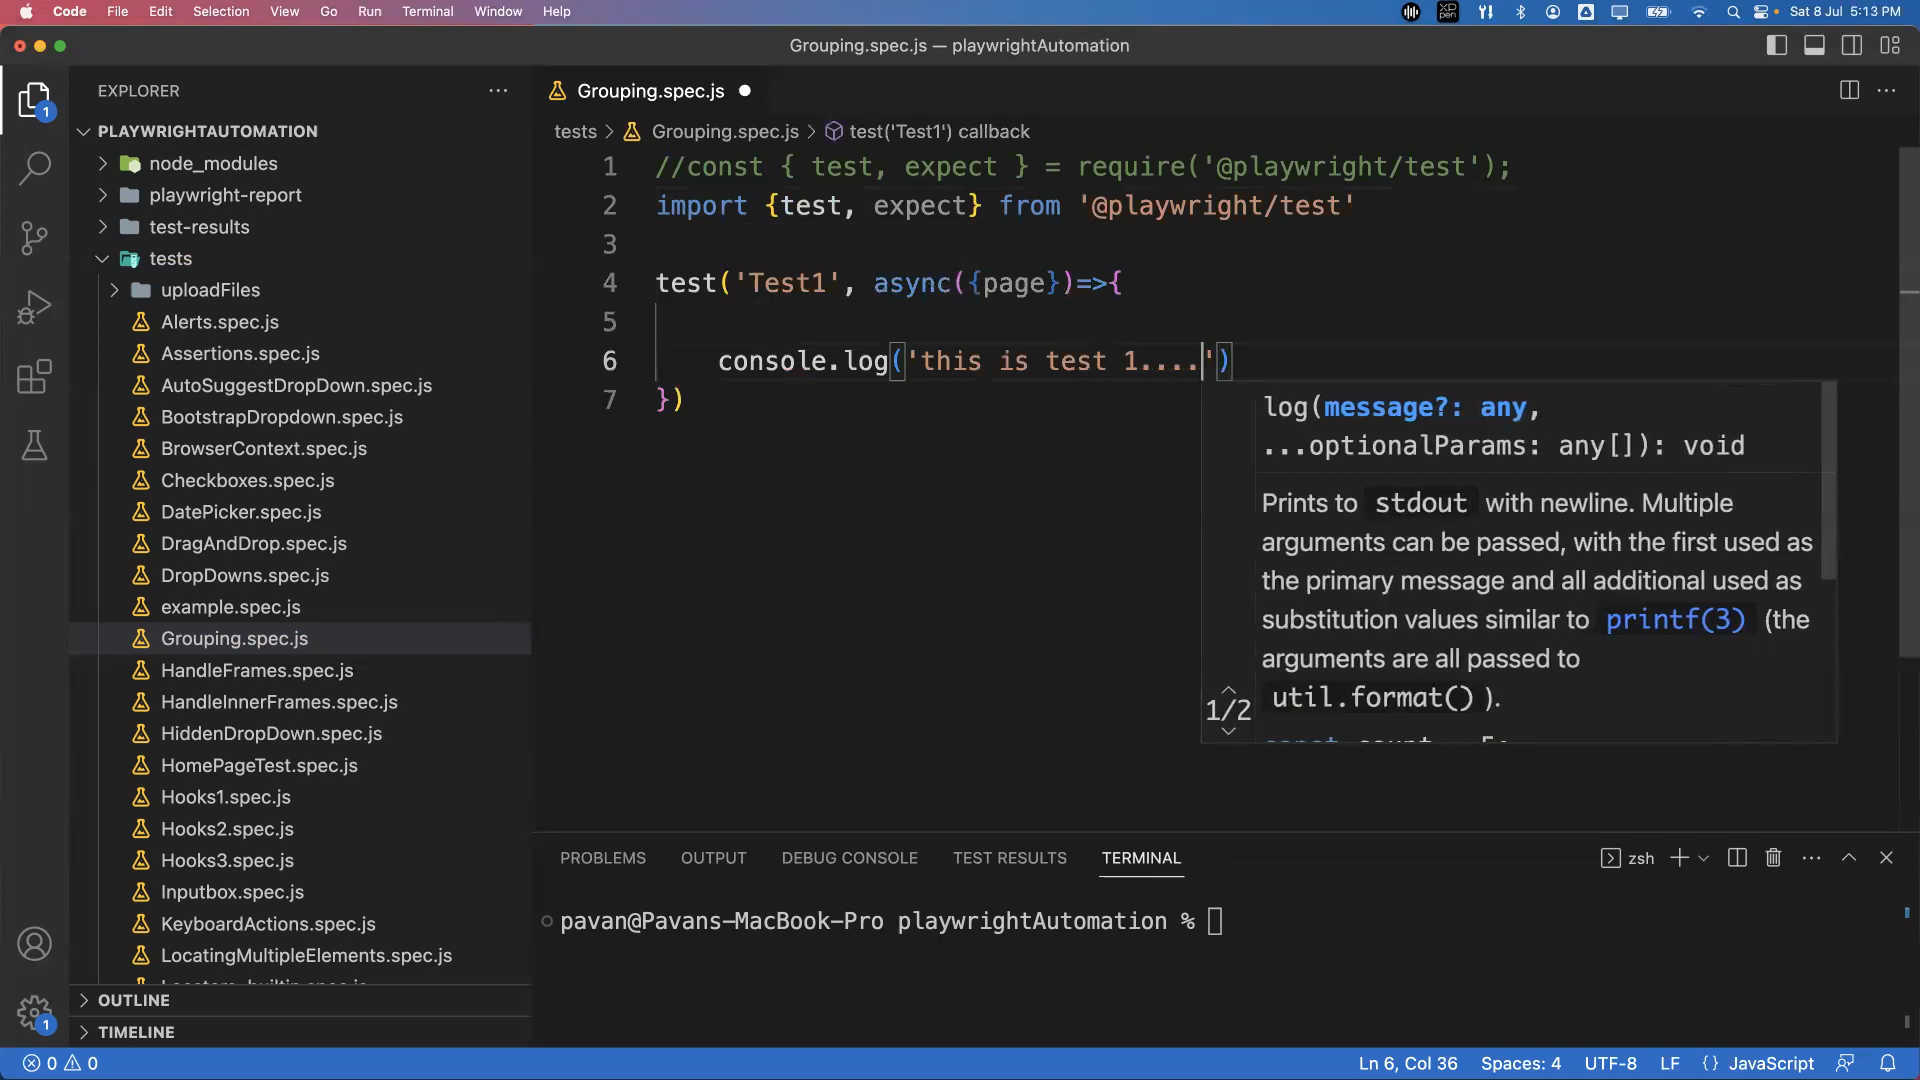 Code File Edit Selection View Go Run Terminal Window Help
XP PEN
Sat 8 Jul 5:13 PM
Grouping.spec.js — playwrightAutomation
EXPLORER
1
PLAYWRIGHTAUTOMATION
node_modules
playwright-report
test-results
tests
uploadFiles
Alerts.spec.js
Assertions.spec.js
AutoSuggestDropDown.spec.js
BootstrapDropdown.spec.js
BrowserContext.spec.js
Checkboxes.spec.js
DatePicker.spec.js
DragAndDrop.spec.js
DropDowns.spec.js
example.spec.js
Grouping.spec.js
HandleFrames.spec.js
HandleInnerFrames.spec.js
HiddenDropDown.spec.js
HomePageTest.spec.js
Hooks1.spec.js
Hooks2.spec.js
Hooks3.spec.js
Inputbox.spec.js
KeyboardActions.spec.js
LocatingMultipleElements.spec.js
OUTLINE
1
TIMELINE
Grouping.spec.js
tests > Grouping.spec.js > test('Test1') callback
1 //const { test, expect } = require('@playwright/test');
2 import {test, expect} from '@playwright/test'
3
4 test('Test1', async({page})=>{
5
6 console.log('this is test 1....')
7 })
log(message?: any,
...optionalParams: any[]): void
Prints to stdout with newline. Multiple
arguments can be passed, with the first used as
the primary message and all additional used as
substitution values similar to printf(3) (the
arguments are all passed to
util.format() ).
1/2
const count = 5;
PROBLEMS OUTPUT DEBUG CONSOLE TEST RESULTS TERMINAL
zsh
pavan@Pavans-MacBook-Pro playwrightAutomation %
0 0
Ln 6, Col 36 Spaces: 4 UTF-8 LF {} JavaScript